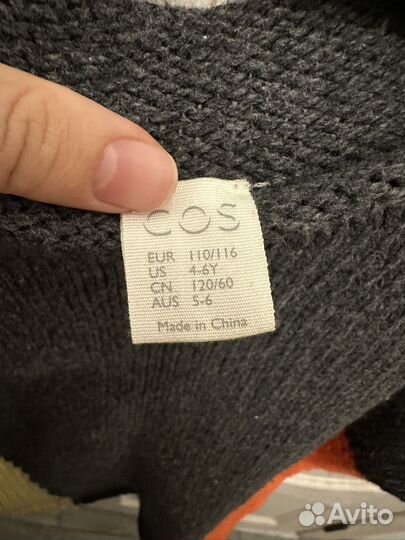 COS
EUR 110/116
US 4-6Y
CN 120/60
AUS 5-6
Made in China
Avito